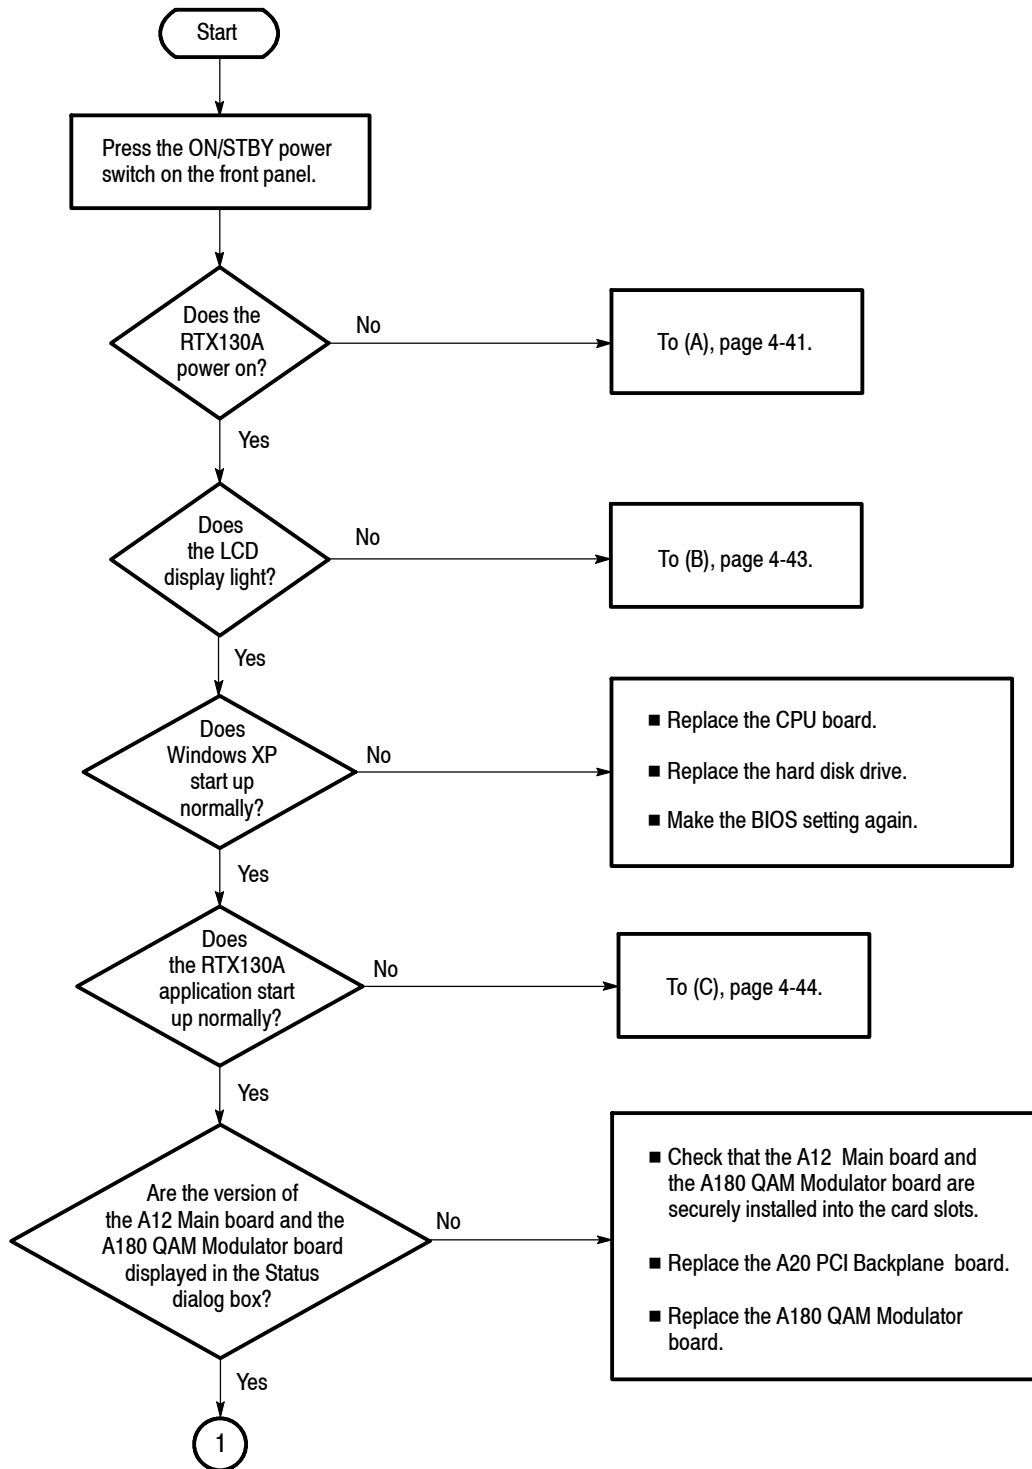 Start
Press the ON/STBY power
switch on the front panel.
Does the
RTX130A
power on?
No
To (A), page 4-41.
Yes
Does
the LCD
display light?
No
To (B), page 4-43.
Yes
Does
Windows XP
start up
normally?
No
■ Replace the CPU board.
■ Replace the hard disk drive.
■ Make the BIOS setting again.
Yes
Does
the RTX130A
application start
up normally?
No
To (C), page 4-44.
Yes
Are the version of
the A12 Main board and the
A180 QAM Modulator board
displayed in the Status
dialog box?
No
■ Check that the A12 Main board and
the A180 QAM Modulator board are
securely installed into the card slots.
■ Replace the A20 PCI Backplane board.
■ Replace the A180 QAM Modulator
board.
Yes
1